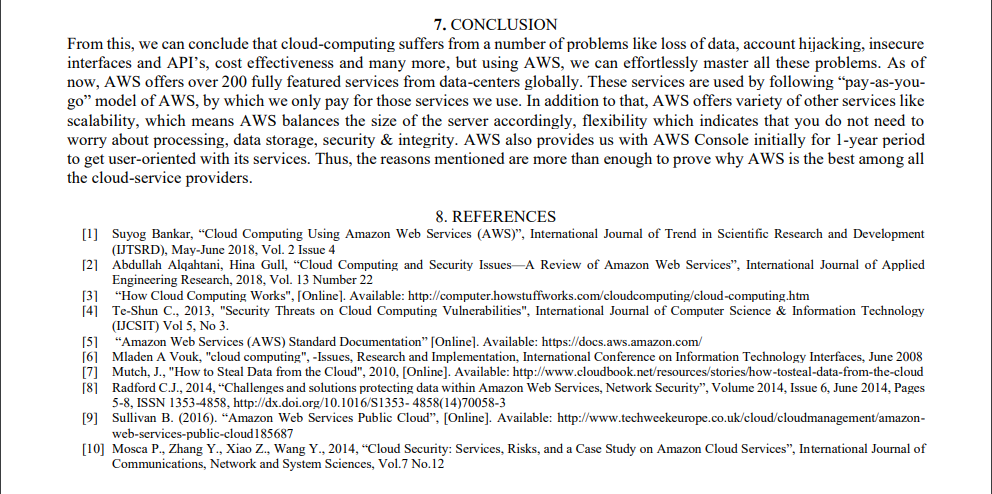 7. CONCLUSION
From this, we can conclude that cloud-computing suffers from a number of problems like loss of data, account hijacking, insecure
interfaces and API's, cost effectiveness and many more, but using AWS, we can effortlessly master all these problems. As of
now, AWS offers over 200 fully featured services from data-centers globally. These services are used by following “pay-as-you-
go” model of AWS, by which we only pay for those services we use. In addition to that, AWS offers variety of other services like
scalability, which means AWS balances the size of the server accordingly, flexibility which indicates that you do not need to
worry about processing, data storage, security & integrity. AWS also provides us with AWS Console initially for 1-year period
to get user-oriented with its services. Thus, the reasons mentioned are more than enough to prove why AWS is the best among all
the cloud-service providers.
8. REFERENCES
[1] Suyog Bankar, “Cloud Computing Using Amazon Web Services (AWS)”, International Journal of Trend in Scientific Research and Development
(IJTSRD), May-June 2018, Vol. 2 Issue 4
[2] Abdullah Alqahtani, Hina Gull, “Cloud Computing and Security Issues—A Review of Amazon Web Services”, International Journal of Applied
Engineering Research, 2018, Vol. 13 Number 22
[3] “How Cloud Computing Works", [Online]. Available: http://computer.howstuffworks.com/cloudcomputing/cloud-computing.htm
[4] Te-Shun C., 2013, "Security Threats on Cloud Computing Vulnerabilities", International Journal of Computer Science & Information Technology
(IJCSIT) Vol 5, No 3.
[5] “Amazon Web Services (AWS) Standard Documentation” [Online]. Available: https://docs.aws.amazon.com/
[6] Mladen A Vouk, "cloud computing", -Issues, Research and Implementation, International Conference on Information Technology Interfaces, June 2008
[7] Mutch, J., "How to Steal Data from the Cloud", 2010, [Online]. Available: http://www.cloudbook.net/resources/stories/how-tosteal-data-from-the-cloud
[8] Radford C.J., 2014, “Challenges and solutions protecting data within Amazon Web Services, Network Security”, Volume 2014, Issue 6, June 2014, Pages
5-8, ISSN 1353-4858, http://dx.doi.org/10.1016/S1353- 4858(14)70058-3
[9] Sullivan B. (2016). “Amazon Web Services Public Cloud”, [Online]. Available: http://www.techweekeurope.co.uk/cloud/cloudmanagement/amazon-
web-services-public-cloud185687
[10] Mosca P., Zhang Y., Xiao Z., Wang Y., 2014, “Cloud Security: Services, Risks, and a Case Study on Amazon Cloud Services”, International Journal of
Communications, Network and System Sciences, Vol.7 No.12